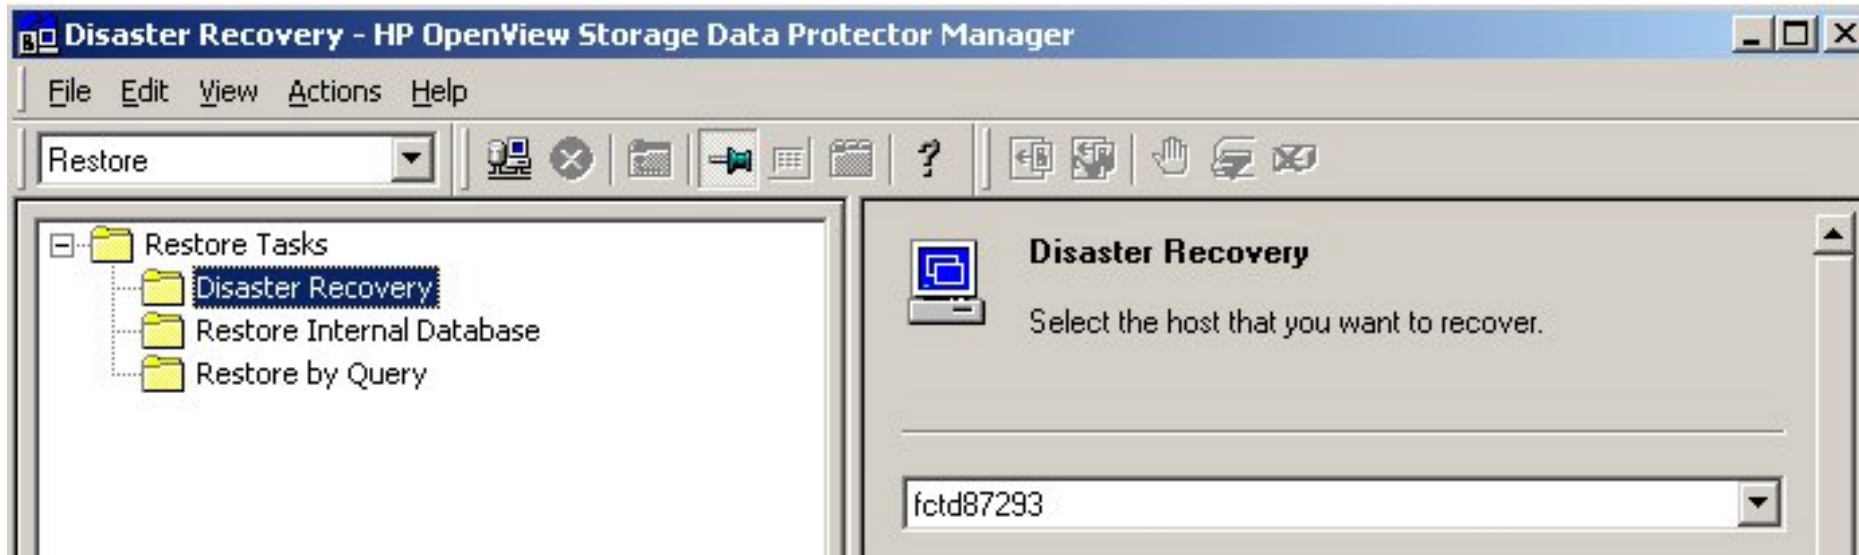 Disaster Recovery - HP OpenView Storage Data Protector Manager
File Edit View Actions Help
Restore
Restore Tasks
Disaster Recovery
Restore Internal Database
Restore by Query
Disaster Recovery
Select the host that you want to recover.
fctd87293